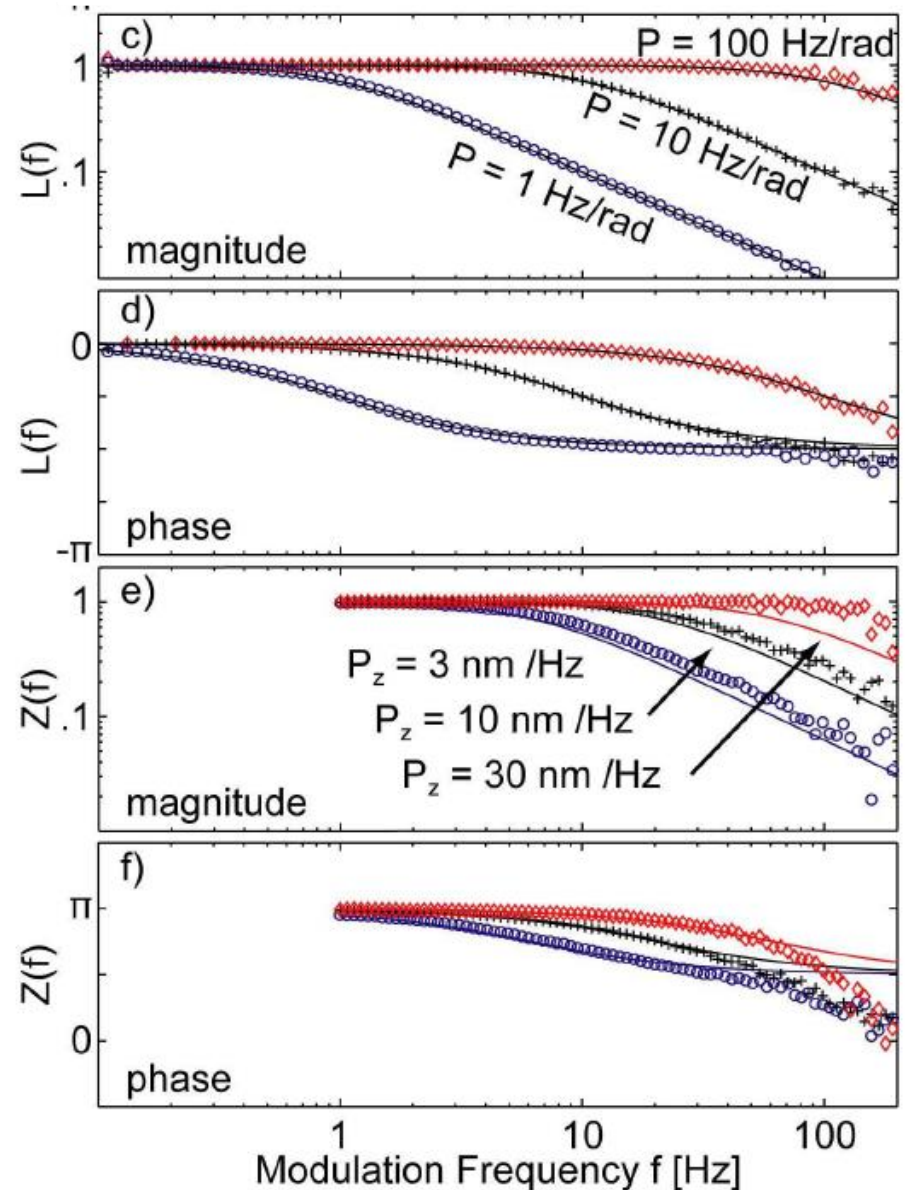 c)
P = 100 Hz/rad
P = 10 Hz/rad
P = 1 Hz/rad
1
.1
L(f)
magnitude
d)
0
-π
L(f)
phase
e)
1
.1
Z(f)
P_z = 3 nm /Hz
P_z = 10 nm /Hz
P_z = 30 nm /Hz
magnitude
f)
π
0
Z(f)
phase
1 10 100
Modulation Frequency f [Hz]